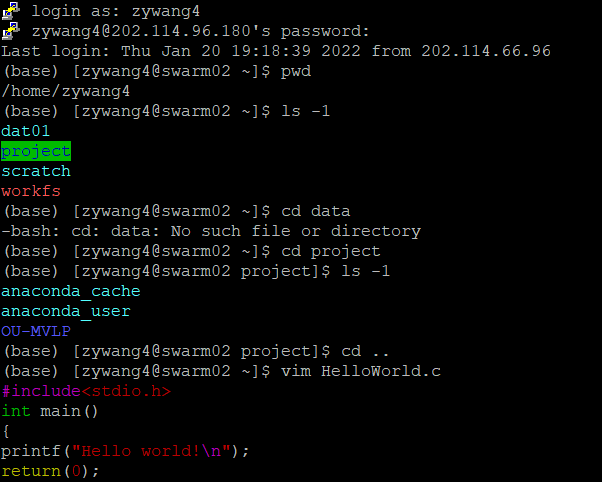 login as: zywang4
zywang4@202.114.96.180's password:
Last login: Thu Jan 20 19:18:39 2022 from 202.114.66.96
(base) [zywang4@swarm02 ~]$ pwd
/home/zywang4
(base) [zywang4@swarm02 ~]$ ls -1
dat01
project
scratch
workfs
(base) [zywang4@swarm02 ~]$ cd data
-bash: cd: data: No such file or directory
(base) [zywang4@swarm02 ~]$ cd project
(base) [zywang4@swarm02 project]$ ls -1
anaconda_cache
anaconda_user
OU-MVLP
(base) [zywang4@swarm02 project]$ cd ..
(base) [zywang4@swarm02 ~]$ vim HelloWorld.c
#include<stdio.h>
int main()
{
printf("Hello world!\n");
return(0);